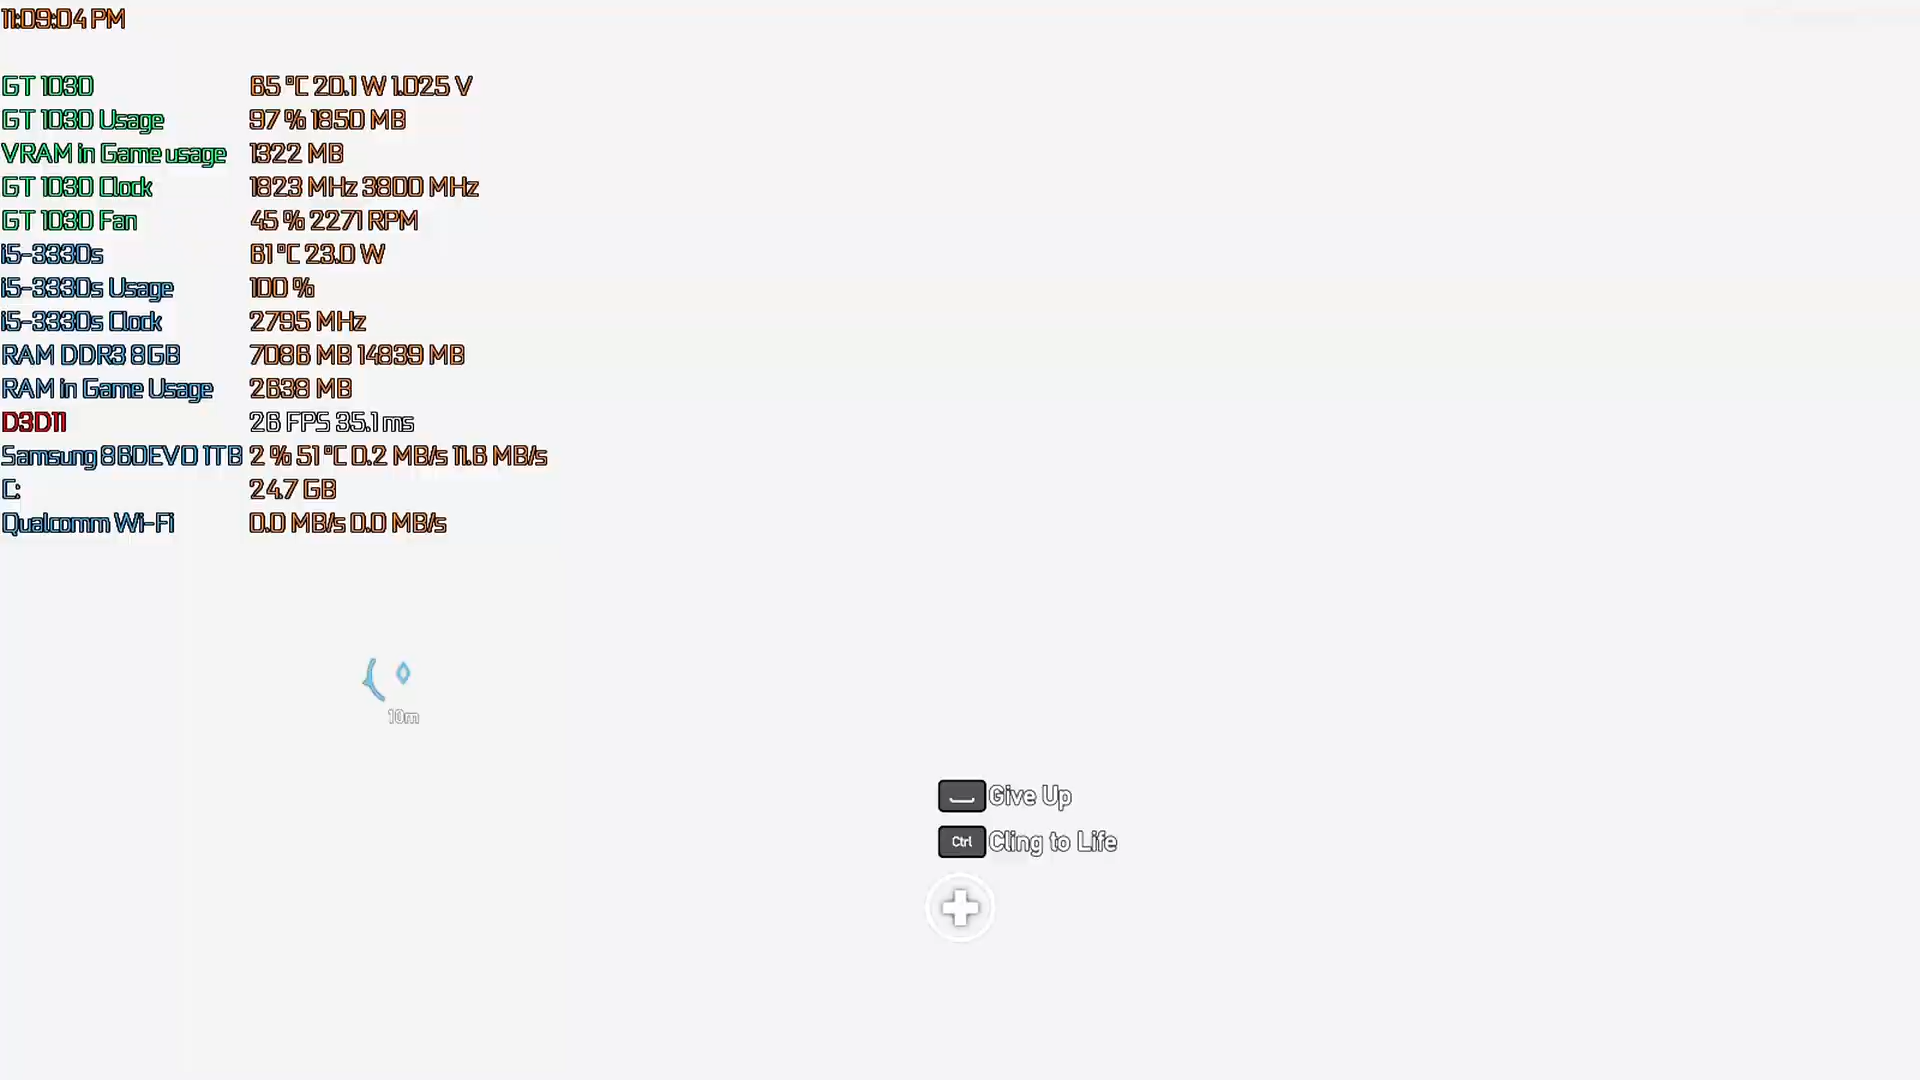 11:09:04 PM
GT 1030 65 °C 20.1 W 1.025 V
GT 1030 Usage 97 % 1850 MB
VRAM in Game usage 1322 MB
GT 1030 Clock 1823 MHz 3800 MHz
GT 1030 Fan 45 % 2271 RPM
i5-3330s 61 °C 23.0 W
i5-3330s Usage 100 %
i5-3330s Clock 2795 MHz
RAM DDR3 8GB 7086 MB 14839 MB
RAM in Game Usage 2638 MB
D3D11 26 FPS 35.1 ms
Samsung 860EVO 1TB 2 % 51 °C 0.2 MB/s 11.6 MB/s
C: 24.7 GB
Qualcomm Wi-Fi 0.0 MB/s 0.0 MB/s
10m
Give Up
Ctrl Cling to Life